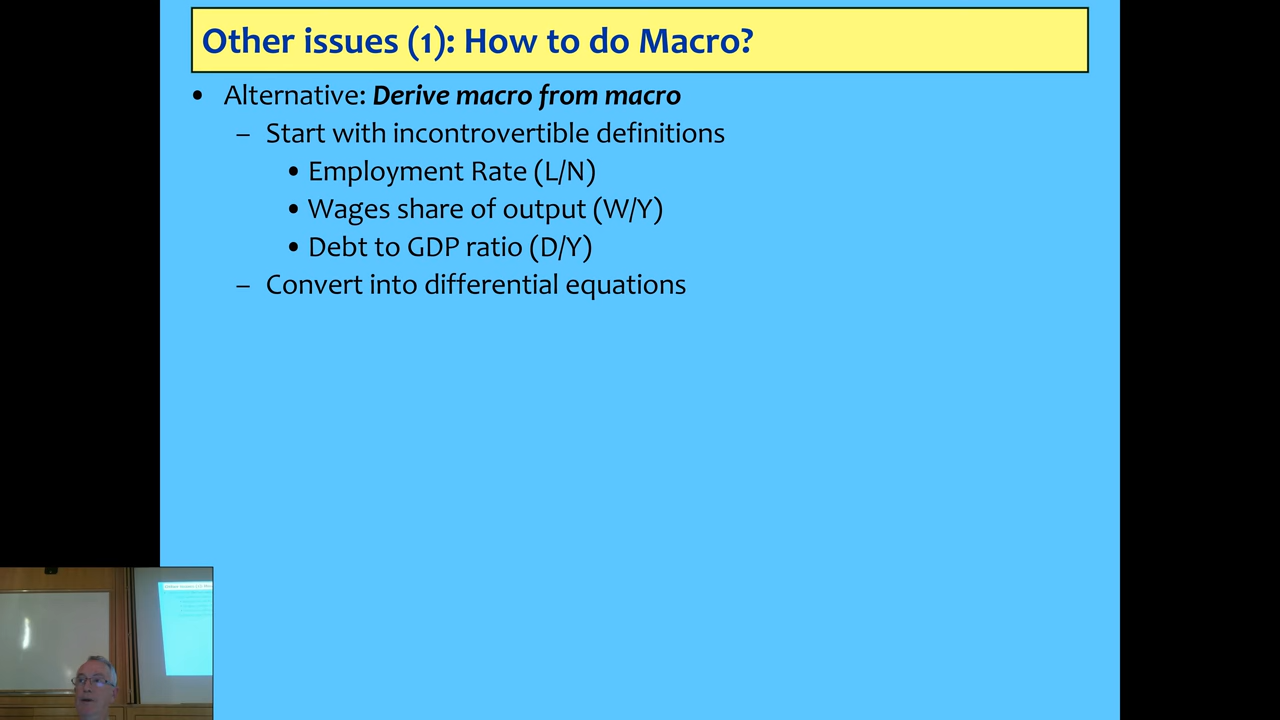 Other issues (1): How to do Macro?
• Alternative: Derive macro from macro
– Start with incontrovertible definitions
• Employment Rate (L/N)
• Wages share of output (W/Y)
• Debt to GDP ratio (D/Y)
– Convert into differential equations